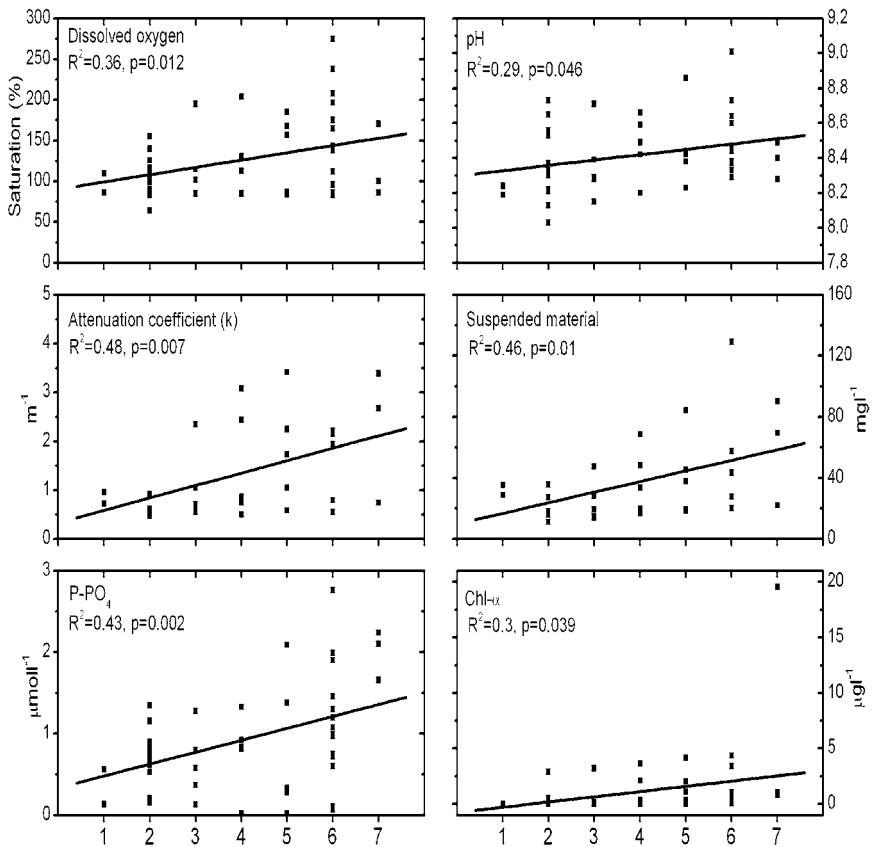 Dissolved oxygen
R²=0.36, p=0.012
Saturation (%)
300
250
200
150
100
50
0
pH
R²=0.29, p=0.046
9,2
9,0
8,8
8,6
8,4
8,2
8,0
7,8
Attenuation coefficient (k)
R²=0.48, p=0.007
m⁻¹
5
4
3
2
1
0
Suspended material
R²=0.46, p=0.01
160
120
80
40
0
mgl⁻¹
P-PO₄
R²=0.43, p=0.002
μmoll⁻¹
3
2
1
0
1 2 3 4 5 6 7
Chl-α
R²=0.3, p=0.039
20
15
10
5
0
μgl⁻¹
1 2 3 4 5 6 7